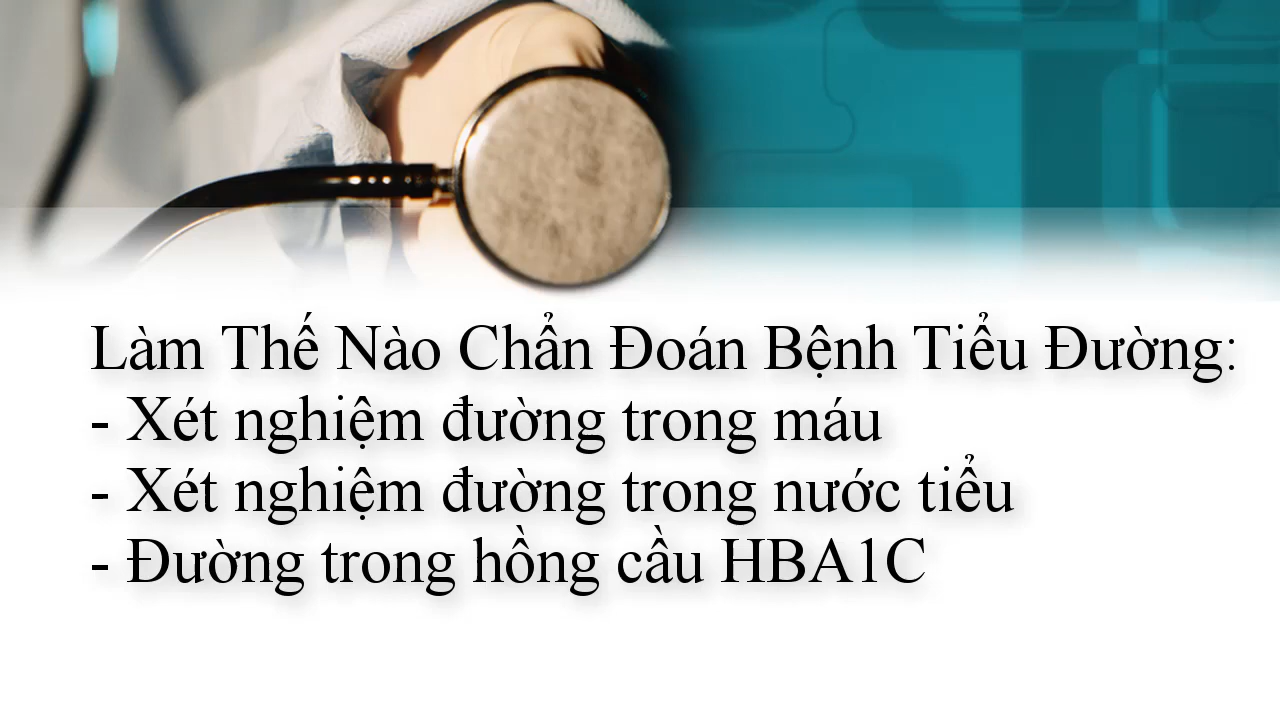 Làm Thế Nào Chẩn Đoán Bệnh Tiểu Đường:
- Xét nghiệm đường trong máu
- Xét nghiệm đường trong nước tiểu
- Đường trong hồng cầu HBA1C